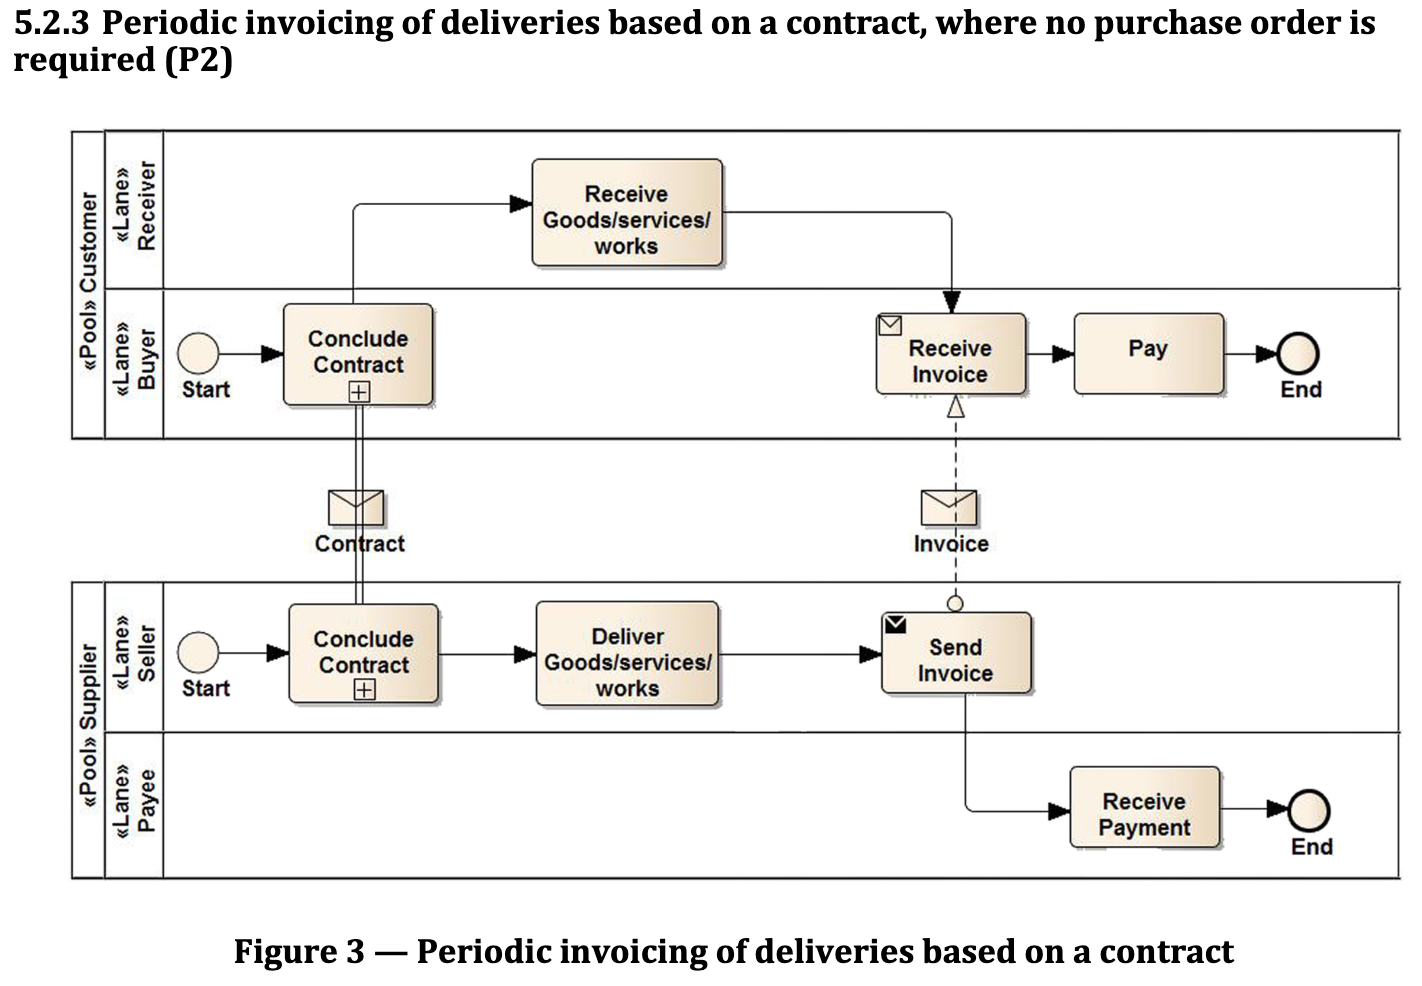 5.2.3 Periodic invoicing of deliveries based on a contract, where no purchase order is
required (P2)
«Pool» Customer
«Lane»
Receiver
Receive
Goods/services/
works
«Lane»
Buyer
Start
Conclude
Contract
Receive
Invoice
Pay
End
Contract
Invoice
«Pool» Supplier
«Lane»
Seller
Start
Conclude
Contract
Deliver
Goods/services/
works
Send
Invoice
«Lane»
Payee
Receive
Payment
End
Figure 3 — Periodic invoicing of deliveries based on a contract